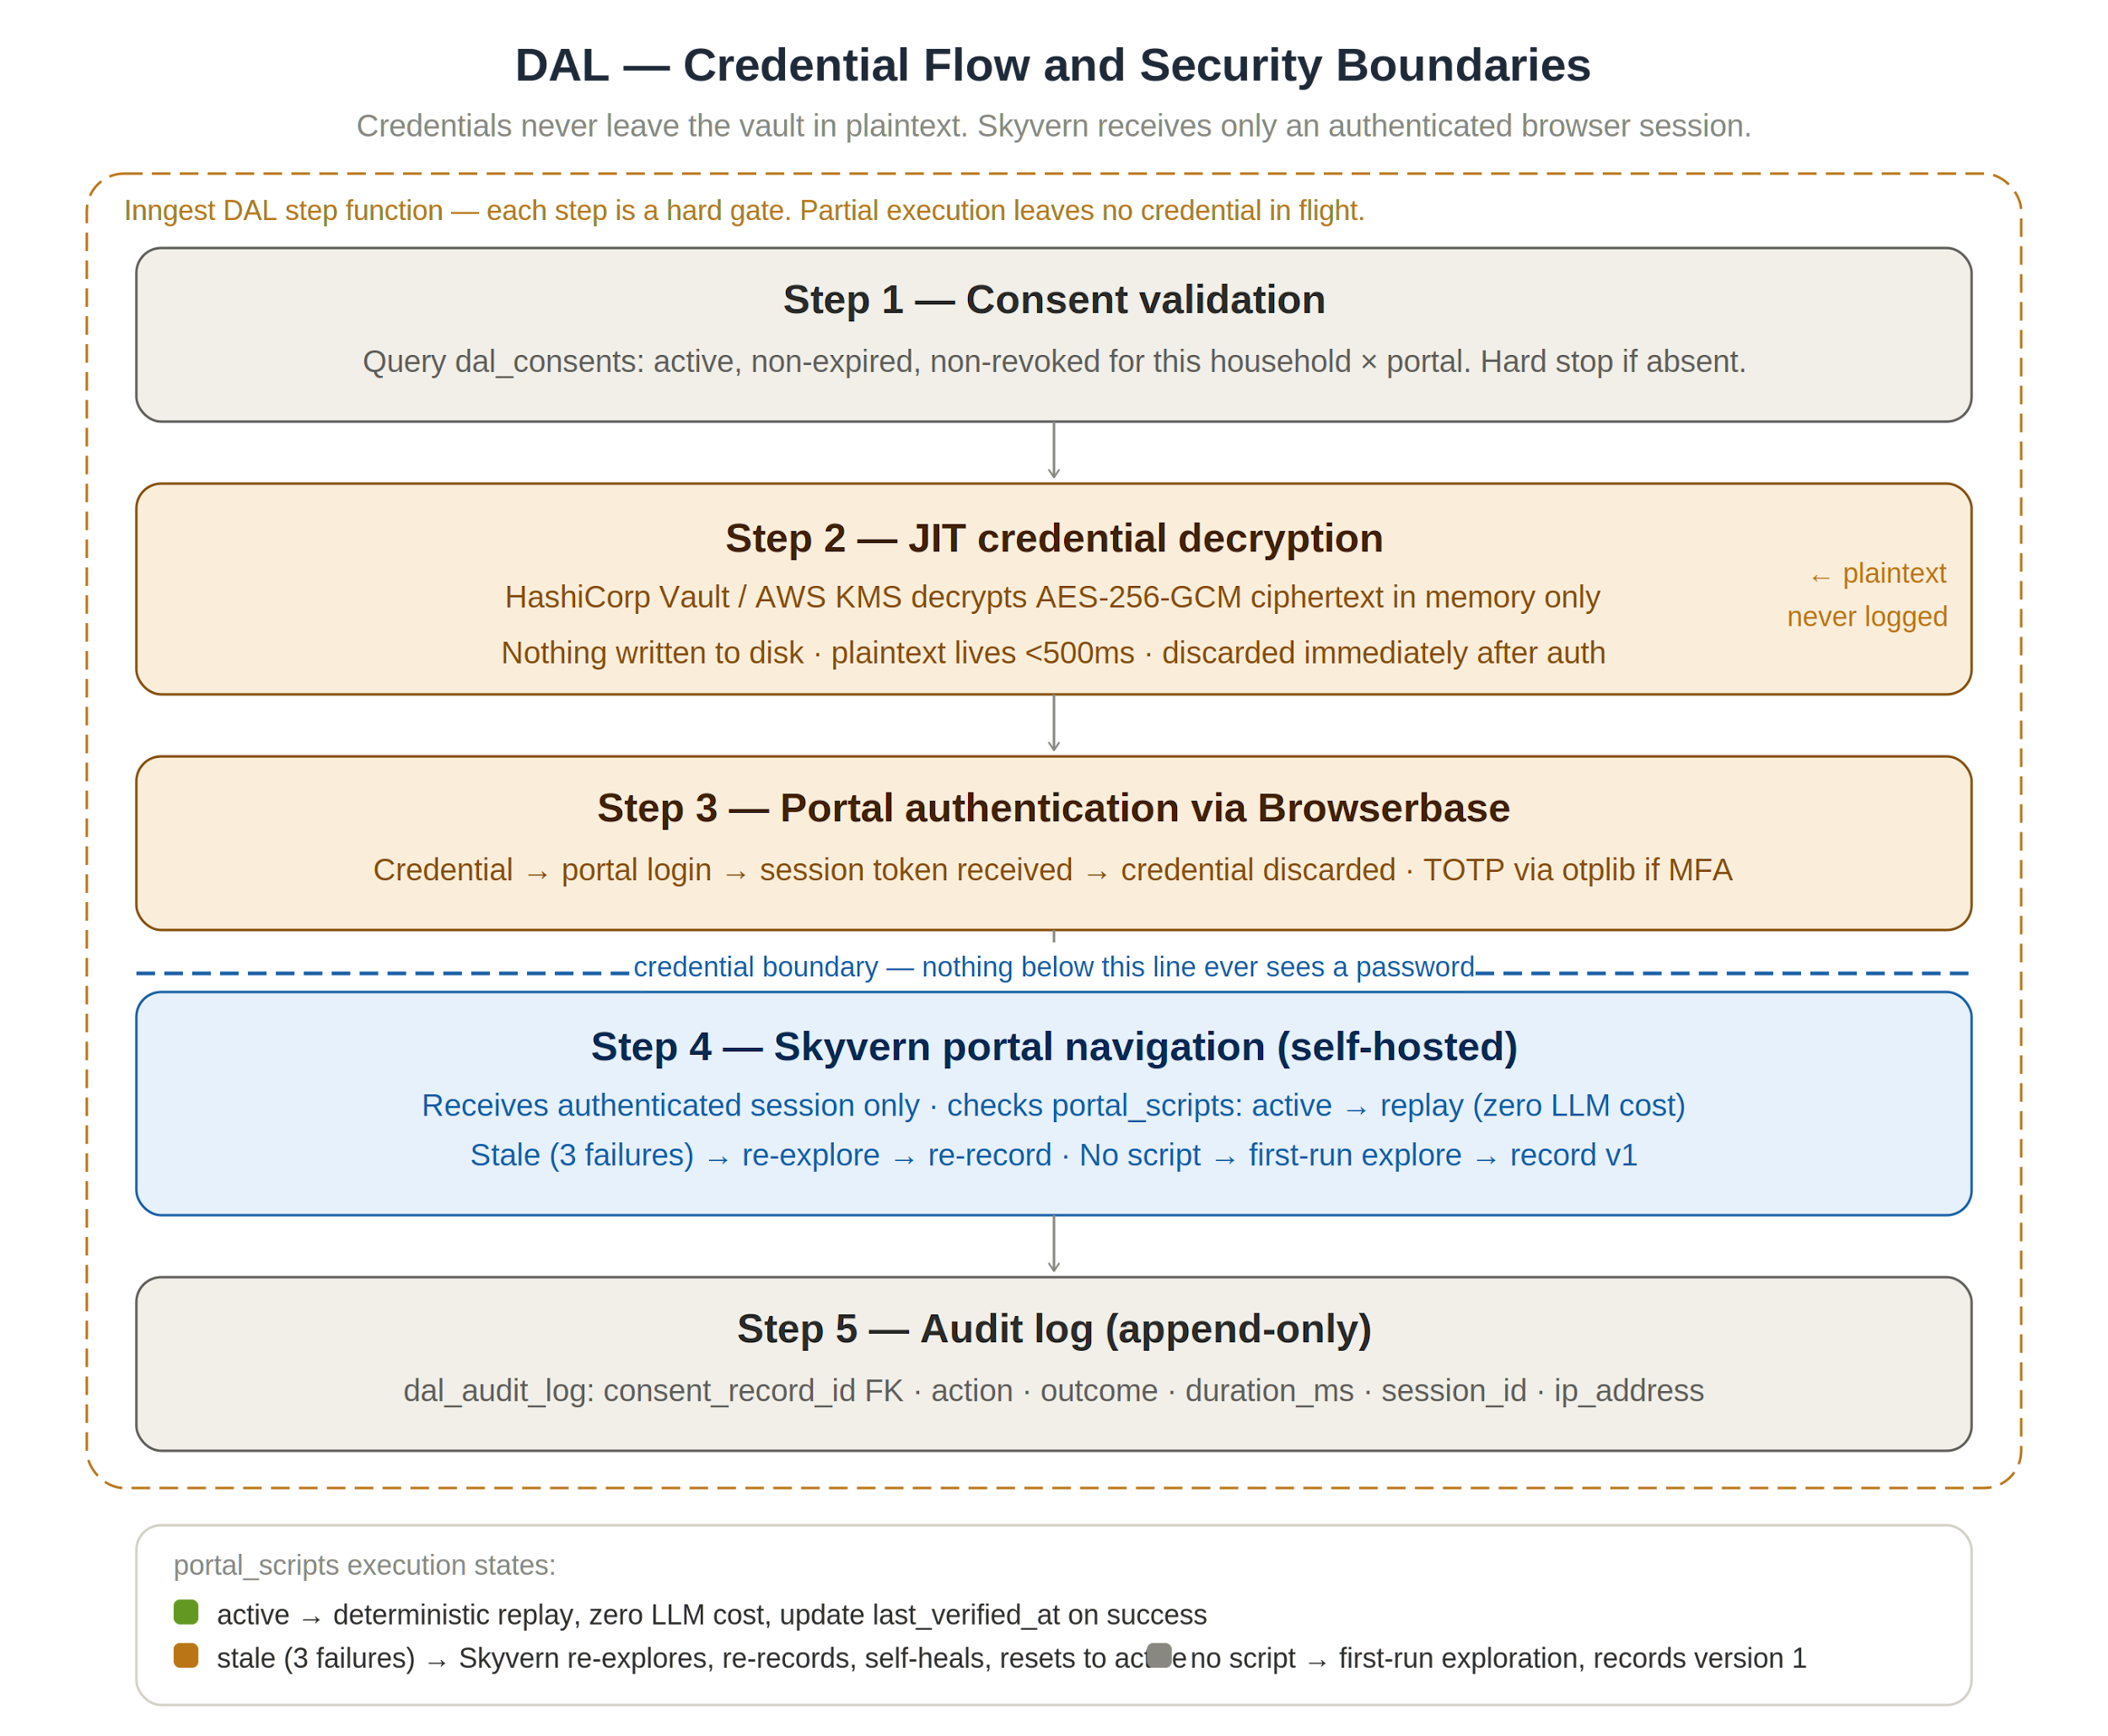 DAL — Credential Flow and Security Boundaries
Credentials never leave the vault in plaintext. Skyvern receives only an authenticated browser session.
Inngest DAL step function — each step is a hard gate. Partial execution leaves no credential in flight.
Step 1 — Consent validation
Query dal_consents: active, non-expired, non-revoked for this household × portal. Hard stop if absent.
Step 2 — JIT credential decryption
HashiCorp Vault / AWS KMS decrypts AES-256-GCM ciphertext in memory only
Nothing written to disk · plaintext lives <500ms · discarded immediately after auth
← plaintext
never logged
Step 3 — Portal authentication via Browserbase
Credential → portal login → session token received → credential discarded · TOTP via otplib if MFA
credential boundary — nothing below this line ever sees a password
Step 4 — Skyvern portal navigation (self-hosted)
Receives authenticated session only · checks portal_scripts: active → replay (zero LLM cost)
Stale (3 failures) → re-explore → re-record · No script → first-run explore → record v1
Step 5 — Audit log (append-only)
dal_audit_log: consent_record_id FK · action · outcome · duration_ms · session_id · ip_address
portal_scripts execution states:
active → deterministic replay, zero LLM cost, update last_verified_at on success
stale (3 failures) → Skyvern re-explores, re-records, self-heals, resets to active
no script → first-run exploration, records version 1